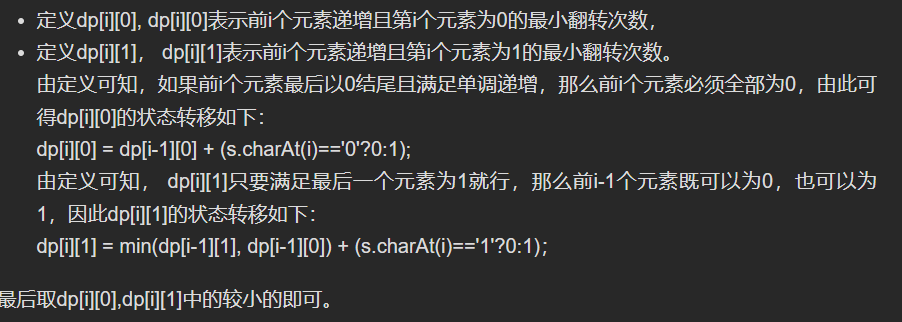 • 定义dp[i][0], dp[i][0]表示前i个元素递增且第i个元素为0的最小翻转次数，
• 定义dp[i][1]， dp[i][1]表示前i个元素递增且第i个元素为1的最小翻转次数。
由定义可知，如果前i个元素最后以0结尾且满足单调递增，那么前i个元素必须全部为0，由此可
得dp[i][0]的状态转移如下：
dp[i][0] = dp[i-1][0] + (s.charAt(i)=='0'?0:1);
由定义可知， dp[i][1]只要满足最后一个元素为1就行，那么前i-1个元素既可以为0，也可以为
1，因此dp[i][1]的状态转移如下：
dp[i][1] = min(dp[i-1][1], dp[i-1][0]) + (s.charAt(i)=='1'?0:1);
最后取dp[i][0],dp[i][1]中的较小的即可。